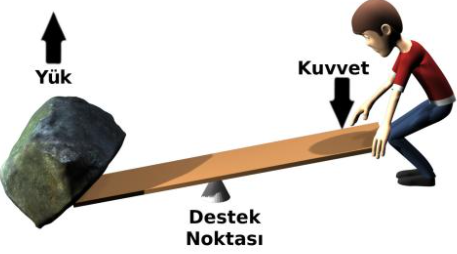 Yük
Kuvvet
Destek
Noktası